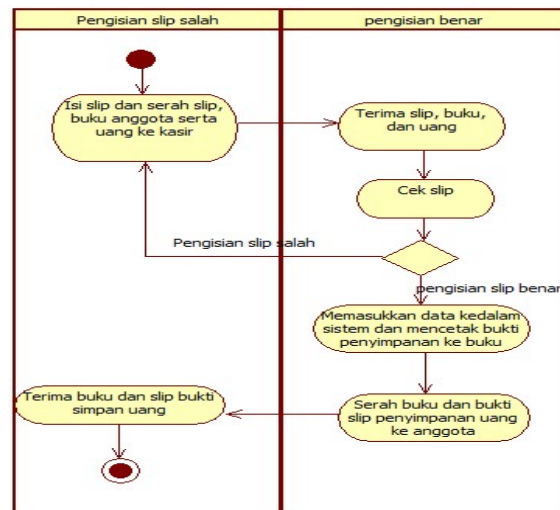 Pengisian slip salah
pengisian benar
Isi slip dan serah slip,
buku anggota serta
uang ke kasir
Terima slip, buku,
dan uang
Cek slip
Pengisian slip salah
pengisian slip benar
Memasukkan data kedalam
sistem dan mencetak bukti
penyimpanan ke buku
Terima buku dan slip bukti
simpan uang
Serah buku dan bukti
slip penyimpanan uang
ke anggota